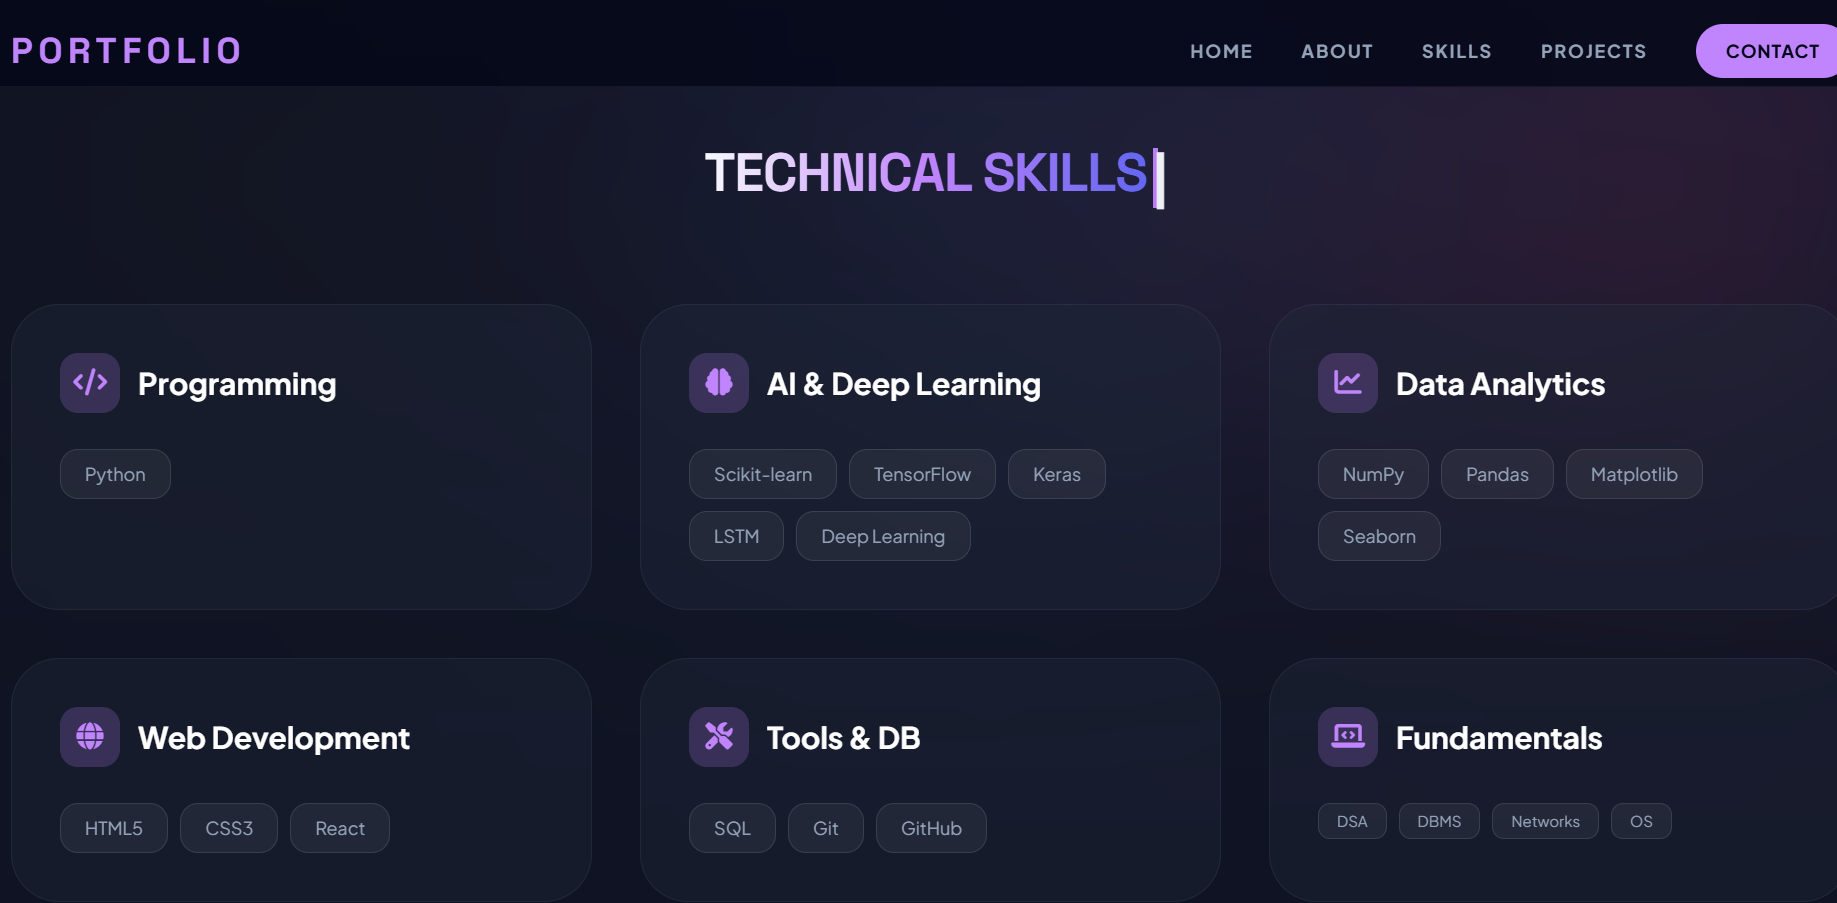 PORTFOLIO
HOME ABOUT SKILLS PROJECTS CONTACT
TECHNICAL SKILLS
Programming
Python
AI & Deep Learning
Scikit-learn TensorFlow Keras
LSTM Deep Learning
Data Analytics
NumPy Pandas Matplotlib
Seaborn
Web Development
HTML5 CSS3 React
Tools & DB
SQL Git GitHub
Fundamentals
DSA DBMS Networks OS